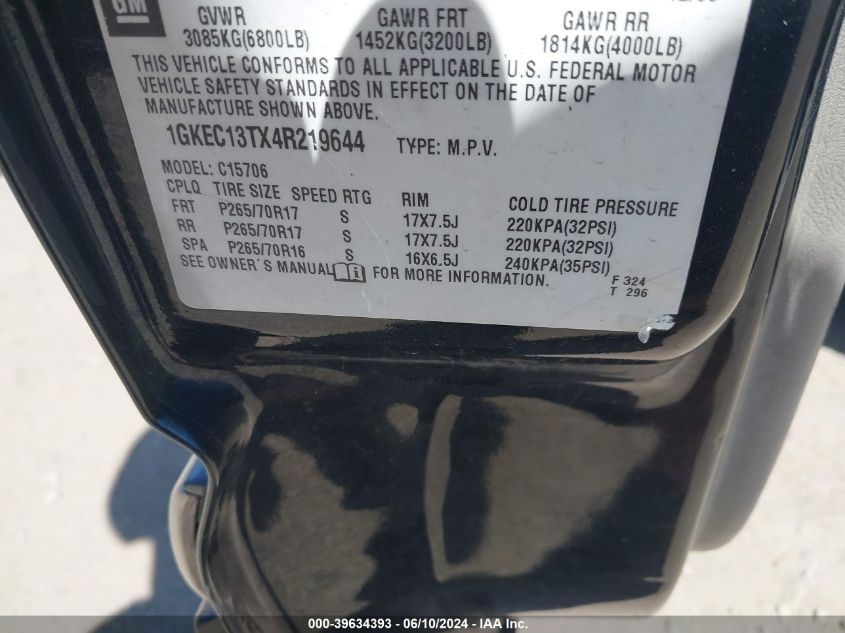 GM
GVWR GAWR FRT GAWR RR
3085KG(6800LB) 1452KG(3200LB) 1814KG(4000LB)
THIS VEHICLE CONFORMS TO ALL APPLICABLE U.S. FEDERAL MOTOR
VEHICLE SAFETY STANDARDS IN EFFECT ON THE DATE OF
MANUFACTURE SHOWN ABOVE.
1GKEC13TX4R219644 TYPE: M.P.V.
MODEL: C15706
CPLQ TIRE SIZE SPEED RTG RIM COLD TIRE PRESSURE
FRT P265/70R17 S 17X7.5J 220KPA(32PSI)
RR P265/70R17 S 17X7.5J 220KPA(32PSI)
SPA P265/70R16 S 16X6.5J 240KPA(35PSI)
SEE OWNER'S MANUAL FOR MORE INFORMATION.
F 324
T 296
000-39634393 - 06/10/2024 - IAA Inc.